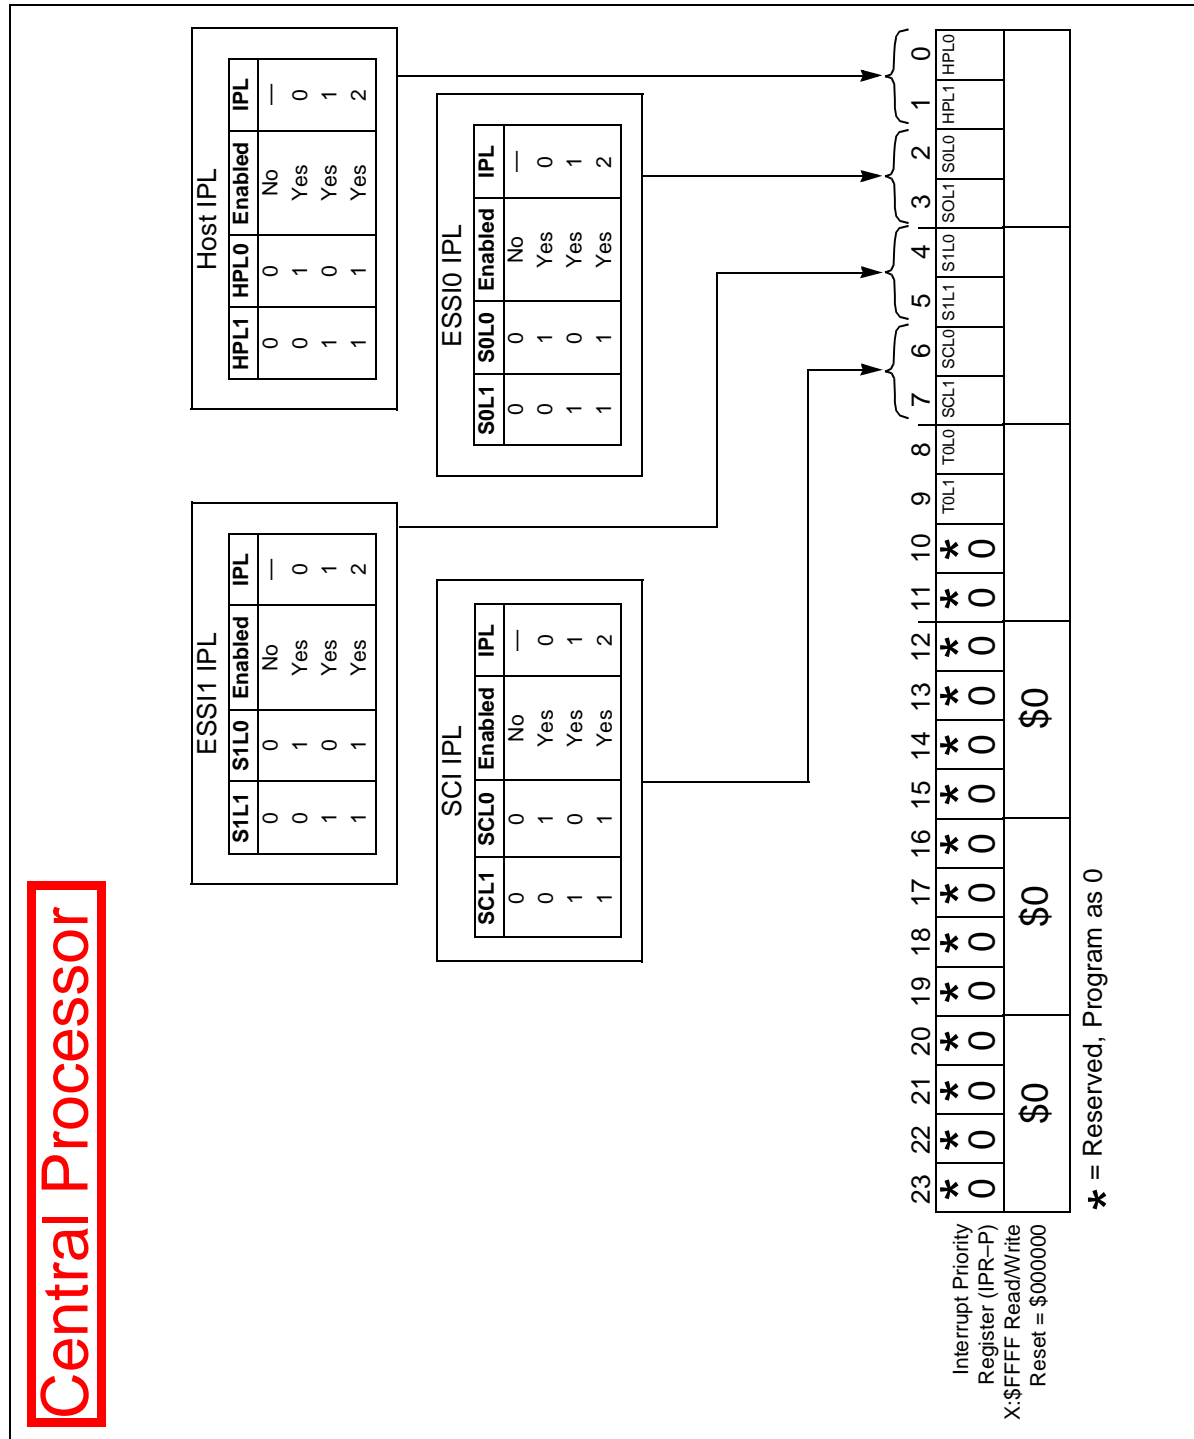 Central Processor
ESSI1 IPL
S1L1 S1L0 Enabled IPL
0 0 No —
0 1 Yes 0
1 0 Yes 1
1 1 Yes 2
Host IPL
HPL1 HPL0 Enabled IPL
0 0 No —
0 1 Yes 0
1 0 Yes 1
1 1 Yes 2
SCI IPL
SCL1 SCL0 Enabled IPL
0 0 No —
0 1 Yes 0
1 0 Yes 1
1 1 Yes 2
ESSI0 IPL
S0L1 S0L0 Enabled IPL
0 0 No —
0 1 Yes 0
1 0 Yes 1
1 1 Yes 2
23 22 21 20 19 18 17 16 15 14 13 12 11 10 9 8 7 6 5 4 3 2 1 0
* * * * * * * * * * * * * * T0L1 T0L0 SCL1 SCL0 S1L1 S1L0 SOL1 S0L0 HPL1 HPL0
0 0 0 0 0 0 0 0 0 0 0 0 0 0
$0 $0 $0
Interrupt Priority
Register (IPR–P)
X:$FFFF Read/Write
Reset = $000000
* = Reserved, Program as 0